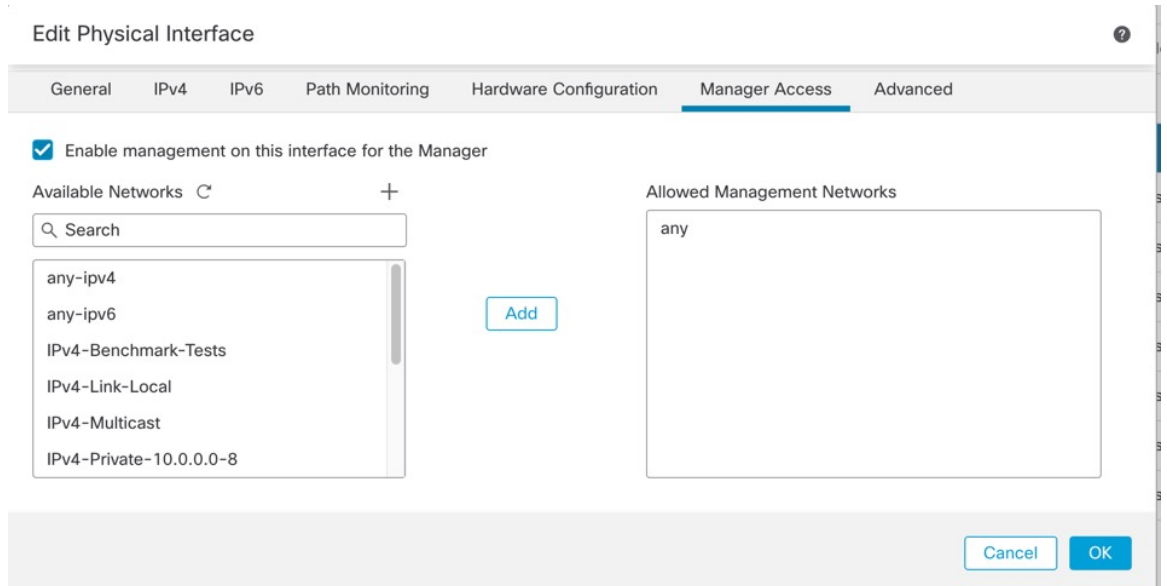 Edit Physical Interface
General IPv4 IPv6 Path Monitoring Hardware Configuration Manager Access Advanced
Enable management on this interface for the Manager
Available Networks
Search
any-ipv4
any-ipv6
IPv4-Benchmark-Tests
IPv4-Link-Local
IPv4-Multicast
IPv4-Private-10.0.0.0-8
Add
Allowed Management Networks
any
Cancel OK